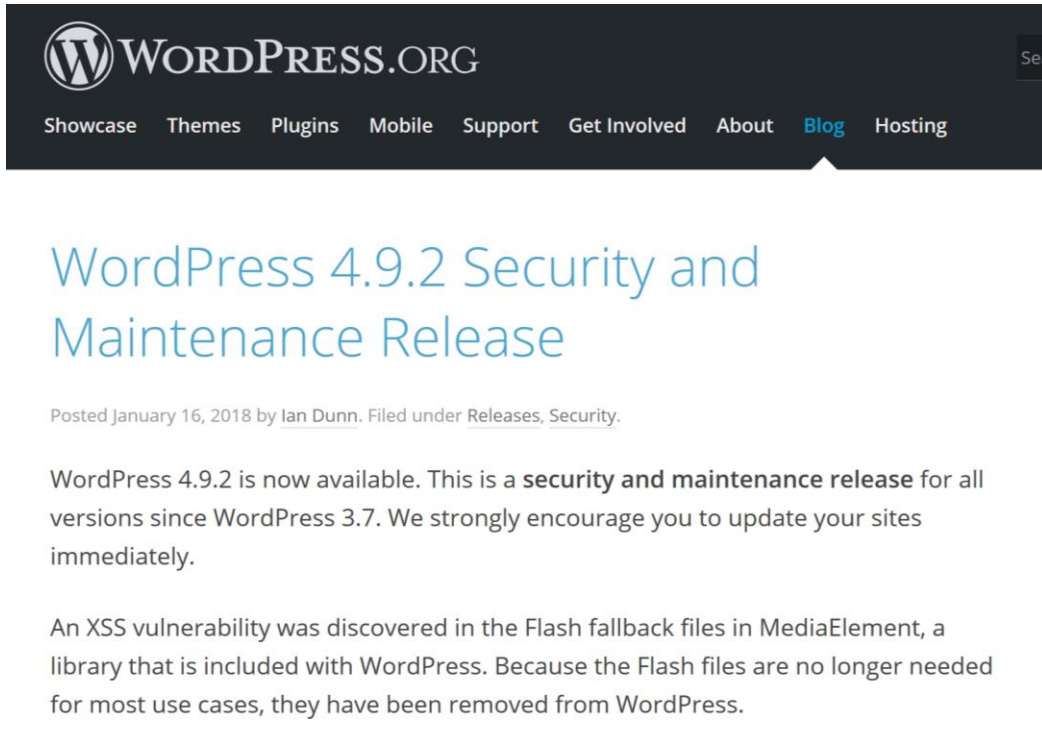 WORDPRESS.ORG
Sea
Showcase Themes Plugins Mobile Support Get Involved About Blog Hosting
WordPress 4.9.2 Security and
Maintenance Release
Posted January 16, 2018 by Ian Dunn. Filed under Releases, Security.
WordPress 4.9.2 is now available. This is a security and maintenance release for all
versions since WordPress 3.7. We strongly encourage you to update your sites
immediately.
An XSS vulnerability was discovered in the Flash fallback files in MediaElement, a
library that is included with WordPress. Because the Flash files are no longer needed
for most use cases, they have been removed from WordPress.